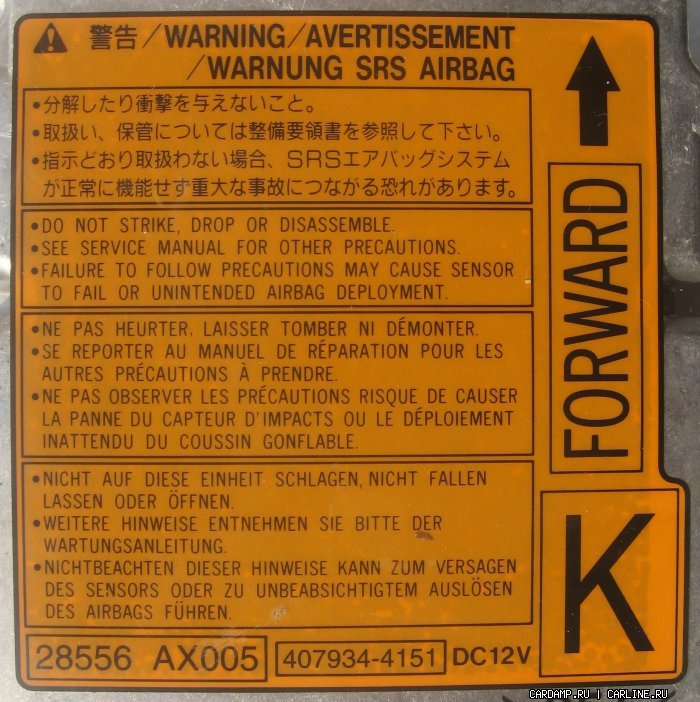 警告/WARNING/AVERTISSEMENT
/WARNUNG SRS AIRBAG
•分解したり衝撃を与えないこと。
•取扱い、保管については整備要領書を参照して下さい。
•指示どおり取扱わない場合、SRSエアバッグシステム
が正常に機能せず重大な事故につながる恐れがあります。
•DO NOT STRIKE, DROP OR DISASSEMBLE.
•SEE SERVICE MANUAL FOR OTHER PRECAUTIONS.
•FAILURE TO FOLLOW PRECAUTIONS MAY CAUSE SENSOR
TO FAIL OR UNINTENDED AIRBAG DEPLOYMENT.
•NE PAS HEURTER, LAISSER TOMBER NI DÉMONTER.
•SE REPORTER AU MANUEL DE RÉPARATION POUR LES
AUTRES PRÉCAUTIONS À PRENDRE.
•NE PAS OBSERVER LES PRÉCAUTIONS RISQUE DE CAUSER
LA PANNE DU CAPTEUR D'IMPACTS OU LE DÉPLOIEMENT
INATTENDU DU COUSSIN GONFLABLE.
•NICHT AUF DIESE EINHEIT SCHLAGEN, NICHT FALLEN
LASSEN ODER ÖFFNEN.
•WEITERE HINWEISE ENTNEHMEN SIE BITTE DER
WARTUNGSANLEITUNG.
•NICHTBEACHTEN DIESER HINWEISE KANN ZUM VERSAGEN
DES SENSORS ODER ZU UNBEABSICHTIGTEM AUSLÖSEN
DES AIRBAGS FÜHREN.
28556 AX005 407934-4151 DC12V
FORWARD
K
CARDAMP.RU | CARLINE.RU